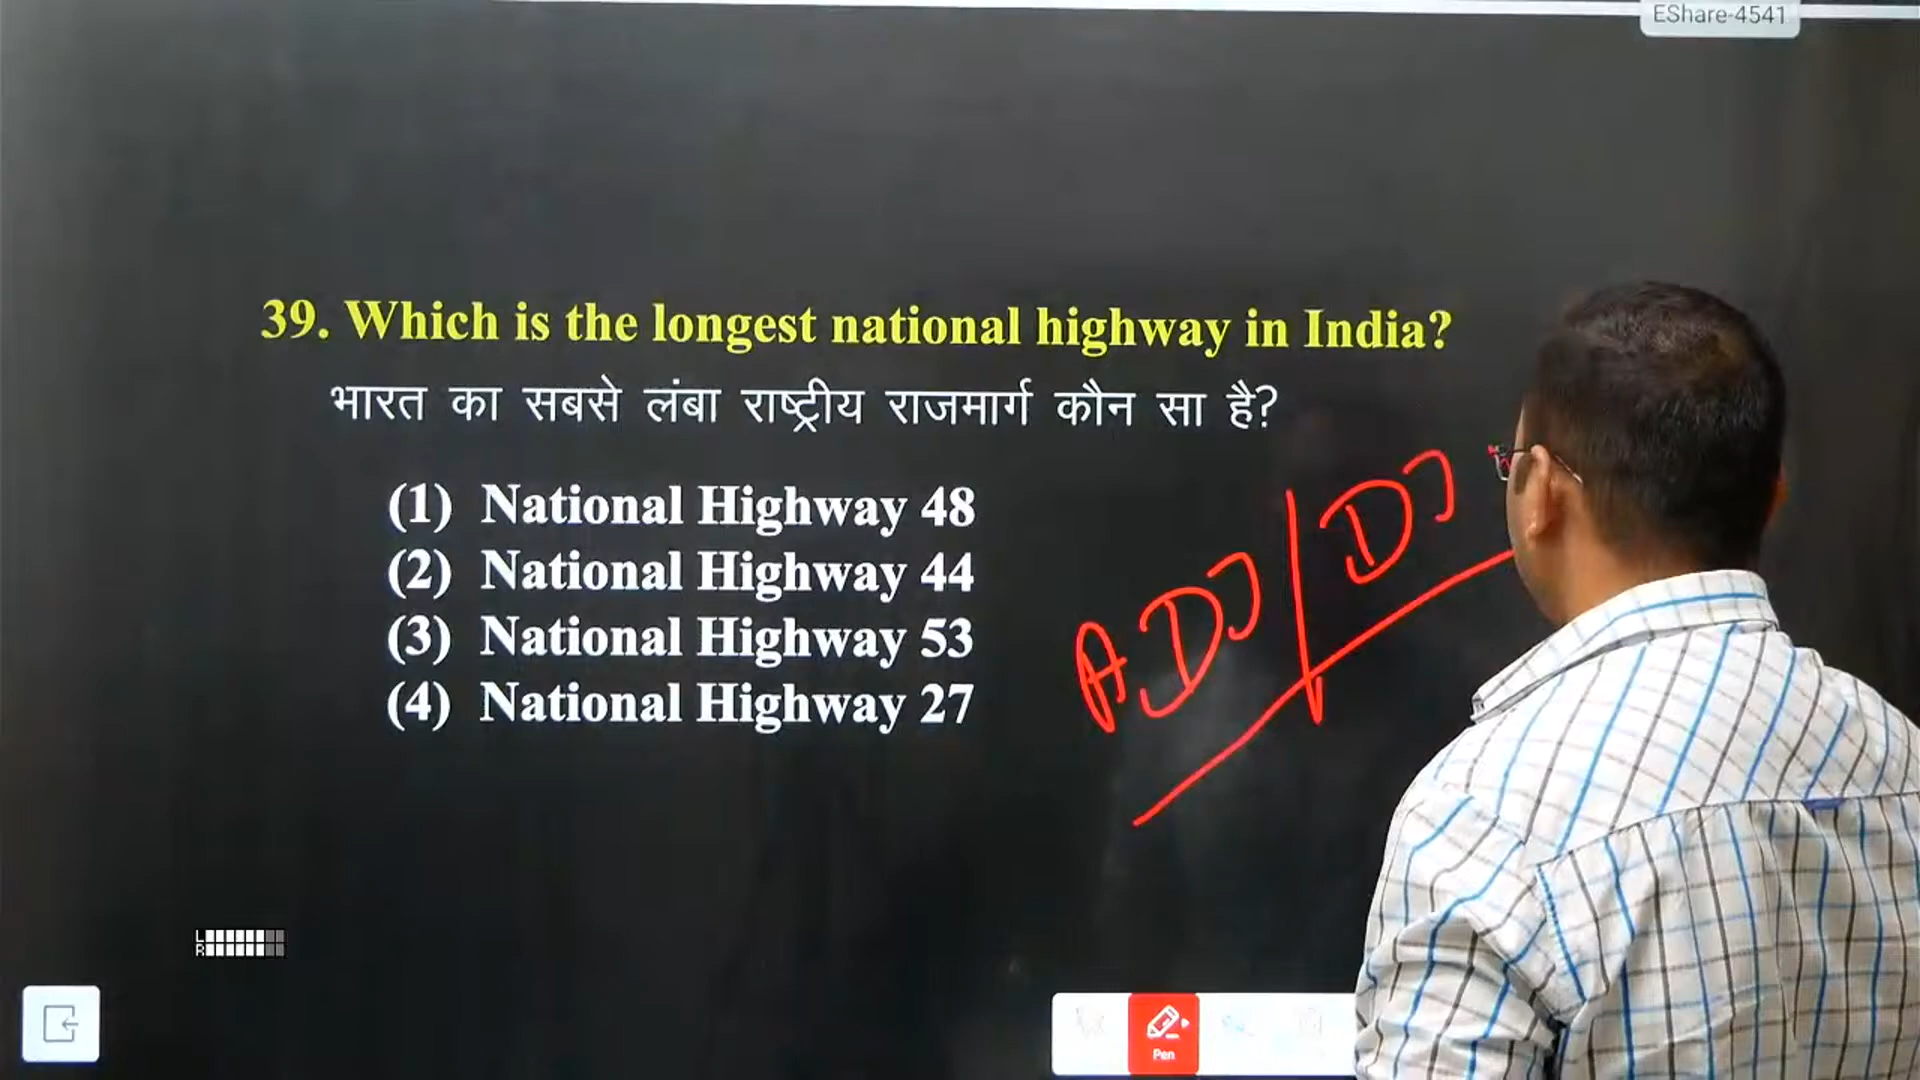 EShare-4541
39. Which is the longest national highway in India?
भारत का सबसे लंबा राष्ट्रीय राजमार्ग कौन सा है?
(1) National Highway 48
(2) National Highway 44
(3) National Highway 53
(4) National Highway 27
ADJ/DJ
L
R
Pen